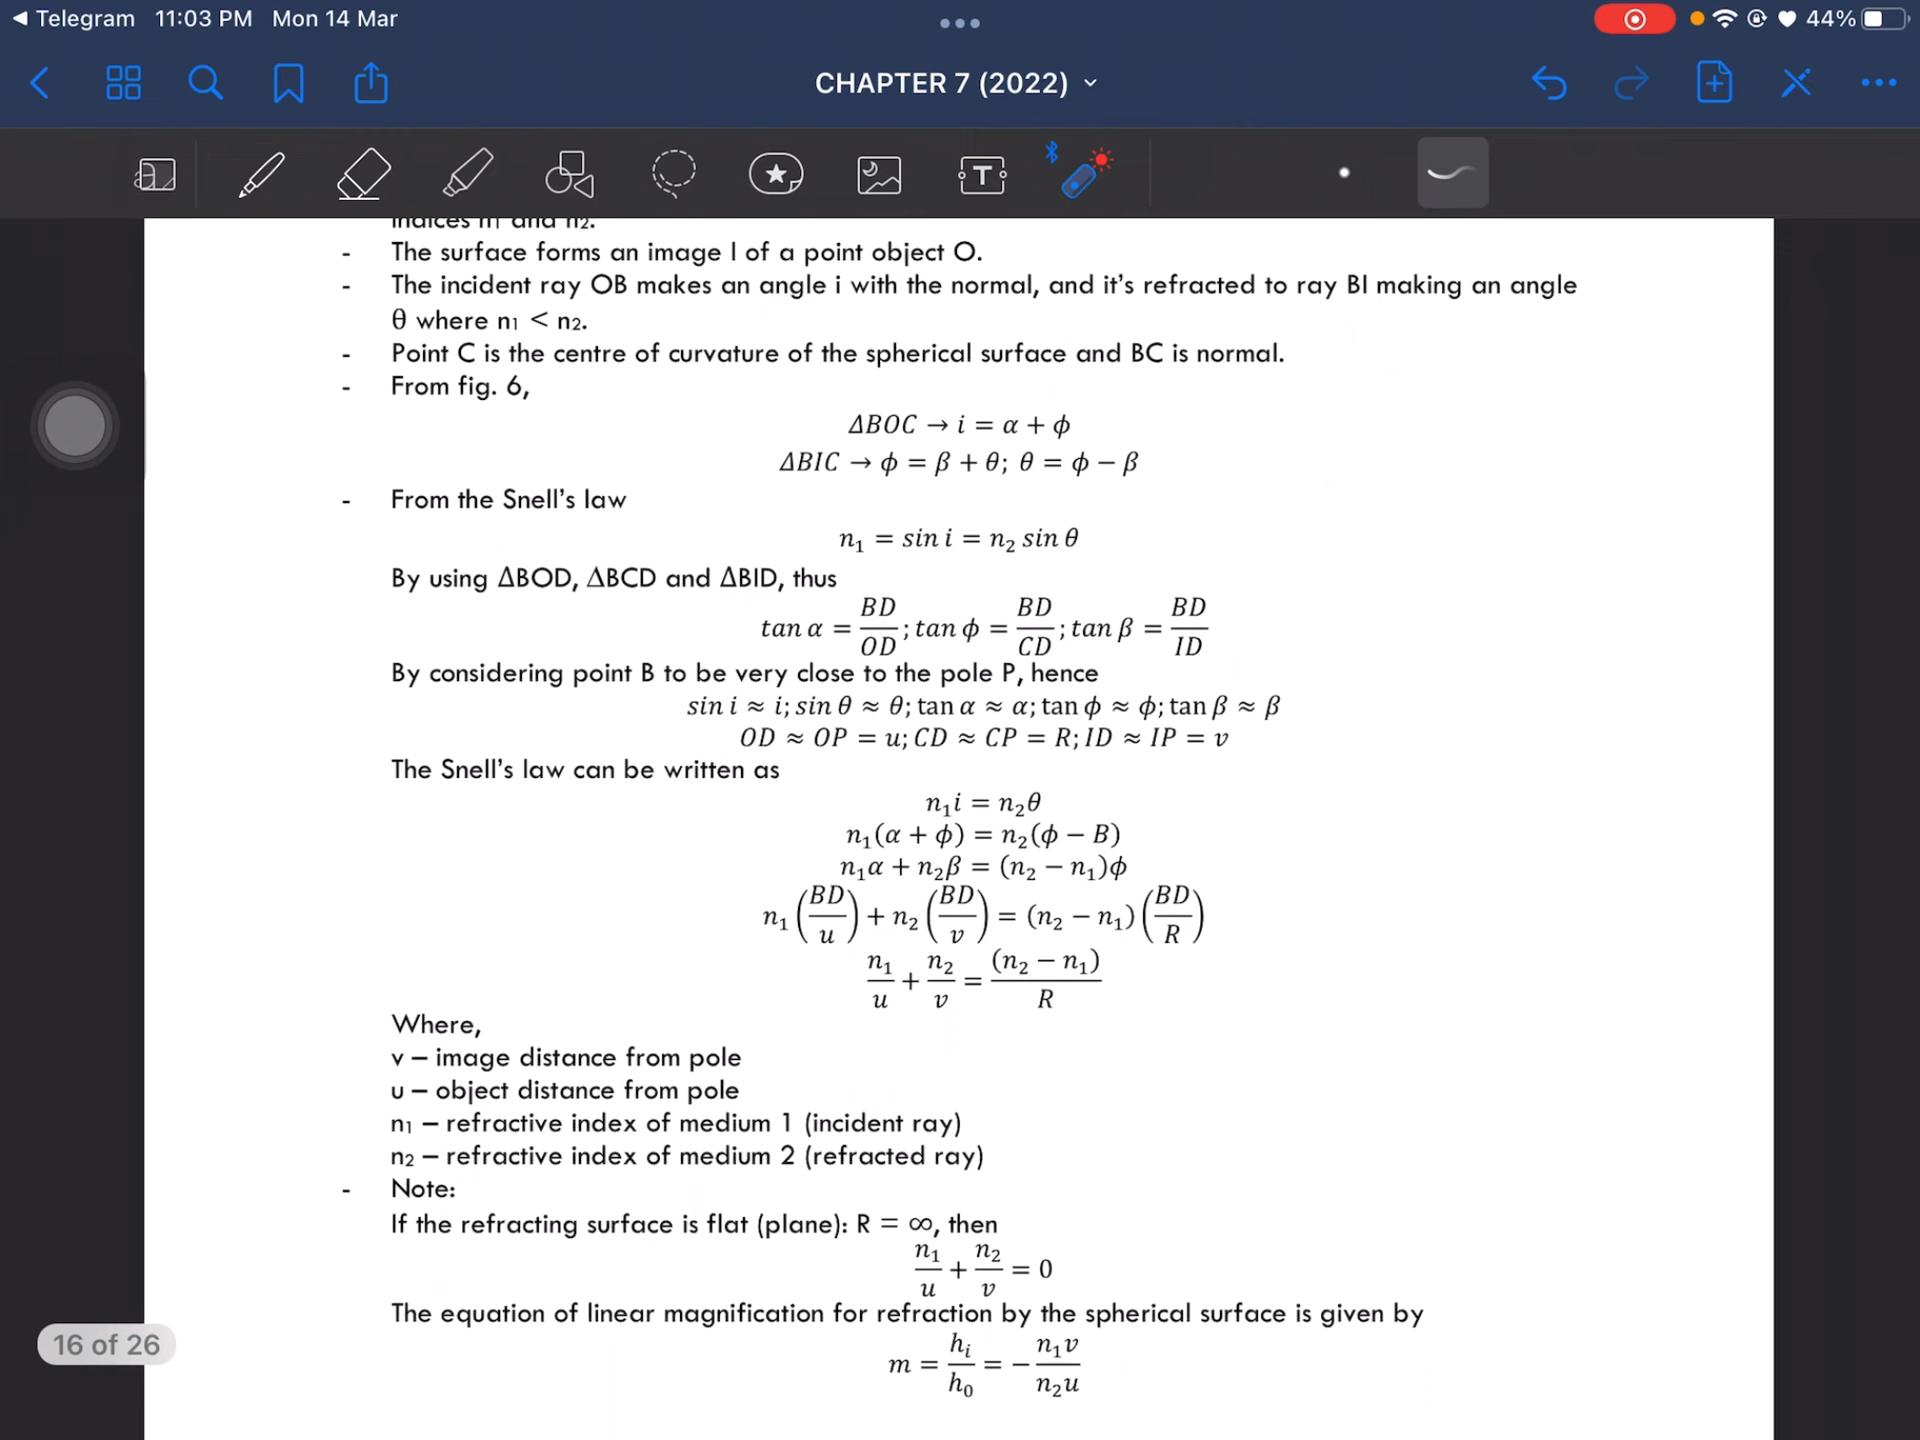 ◀ Telegram 11:03 PM Mon 14 Mar 44%
CHAPTER 7 (2022)
indices n₁ and n₂.
- The surface forms an image I of a point object O.
- The incident ray OB makes an angle i with the normal, and it's refracted to ray BI making an angle
θ where n₁ < n₂.
- Point C is the centre of curvature of the spherical surface and BC is normal.
- From fig. 6,
ΔBOC → i = α + ϕ
ΔBIC → ϕ = β + θ; θ = ϕ − β
- From the Snell's law
n₁ = sin i = n₂ sin θ
By using ΔBOD, ΔBCD and ΔBID, thus
tan α = BD/OD ; tan ϕ = BD/CD ; tan β = BD/ID
By considering point B to be very close to the pole P, hence
sin i ≈ i; sin θ ≈ θ; tan α ≈ α; tan ϕ ≈ ϕ; tan β ≈ β
OD ≈ OP = u; CD ≈ CP = R; ID ≈ IP = v
The Snell's law can be written as
n₁i = n₂θ
n₁(α + ϕ) = n₂(ϕ − B)
n₁α + n₂β = (n₂ − n₁)ϕ
n₁ (BD/u) + n₂ (BD/v) = (n₂ − n₁) (BD/R)
n₁/u + n₂/v = (n₂ − n₁)/R
Where,
v – image distance from pole
u – object distance from pole
n₁ – refractive index of medium 1 (incident ray)
n₂ – refractive index of medium 2 (refracted ray)
- Note:
If the refracting surface is flat (plane): R = ∞, then
n₁/u + n₂/v = 0
The equation of linear magnification for refraction by the spherical surface is given by
m = hᵢ/h₀ = − n₁v/n₂u
16 of 26